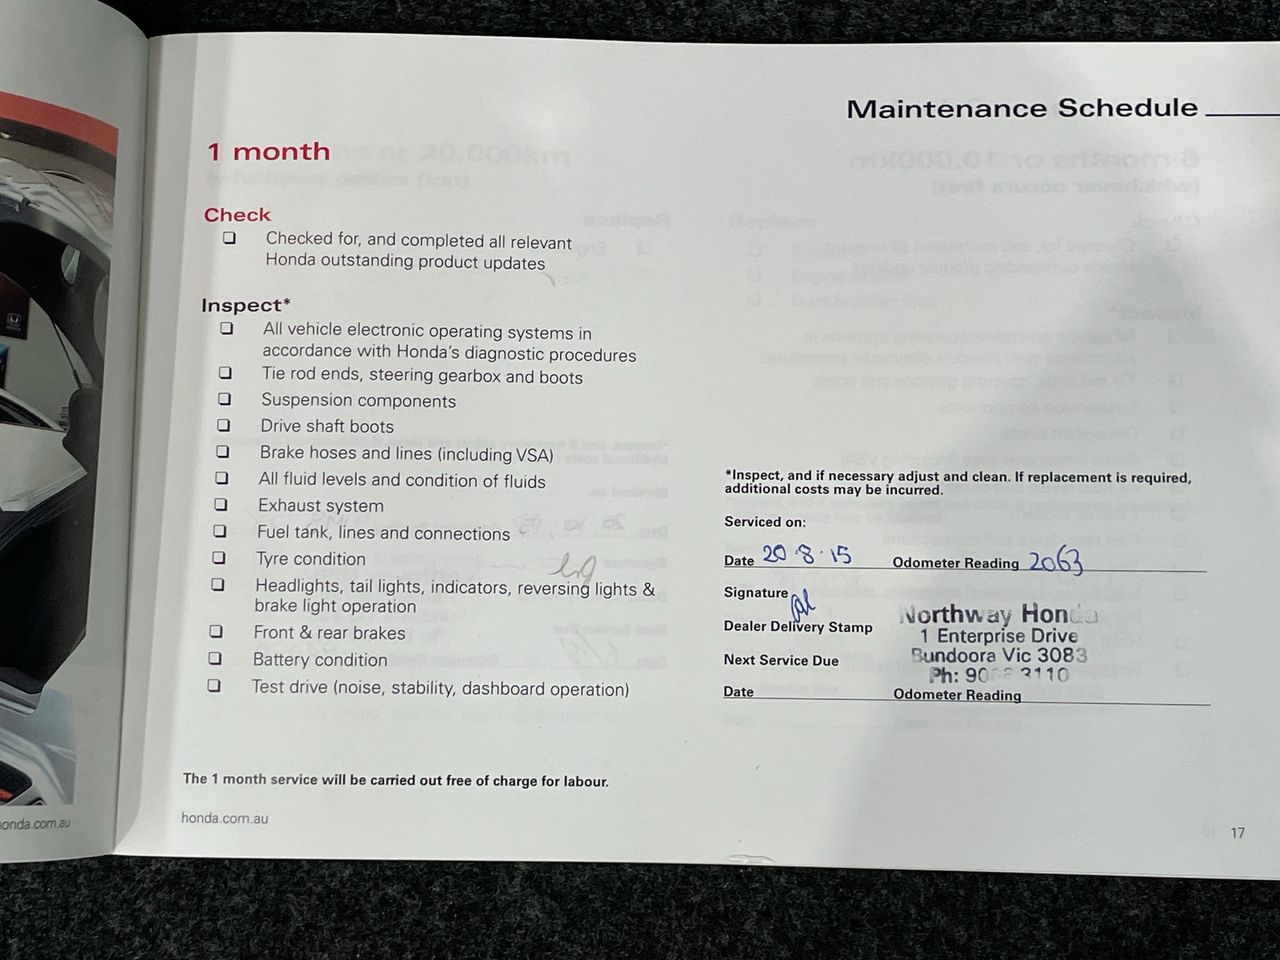 Maintenance Schedule
1 month
Check
Checked for, and completed all relevant
Honda outstanding product updates
Inspect*
All vehicle electronic operating systems in
accordance with Honda's diagnostic procedures
Tie rod ends, steering gearbox and boots
Suspension components
Drive shaft boots
Brake hoses and lines (including VSA)
All fluid levels and condition of fluids
Exhaust system
Fuel tank, lines and connections
Tyre condition
Headlights, tail lights, indicators, reversing lights &
brake light operation
Front & rear brakes
Battery condition
Test drive (noise, stability, dashboard operation)
The 1 month service will be carried out free of charge for labour.
honda.com.au
*Inspect, and if necessary adjust and clean. If replacement is required,
additional costs may be incurred.
Serviced on:
Date 20.8.15 Odometer Reading 2063
Signature
Dealer Delivery Stamp
Northway Honda
1 Enterprise Drive
Bundoora Vic 3083
Ph: 3110
Next Service Due
Date Odometer Reading
17
onda.com.au